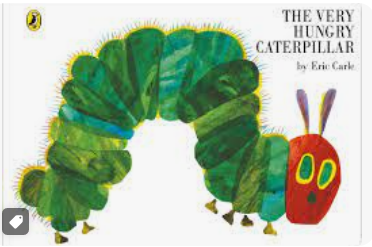 THE VERY
HUNGRY
CATERPILLAR
by Eric Carle